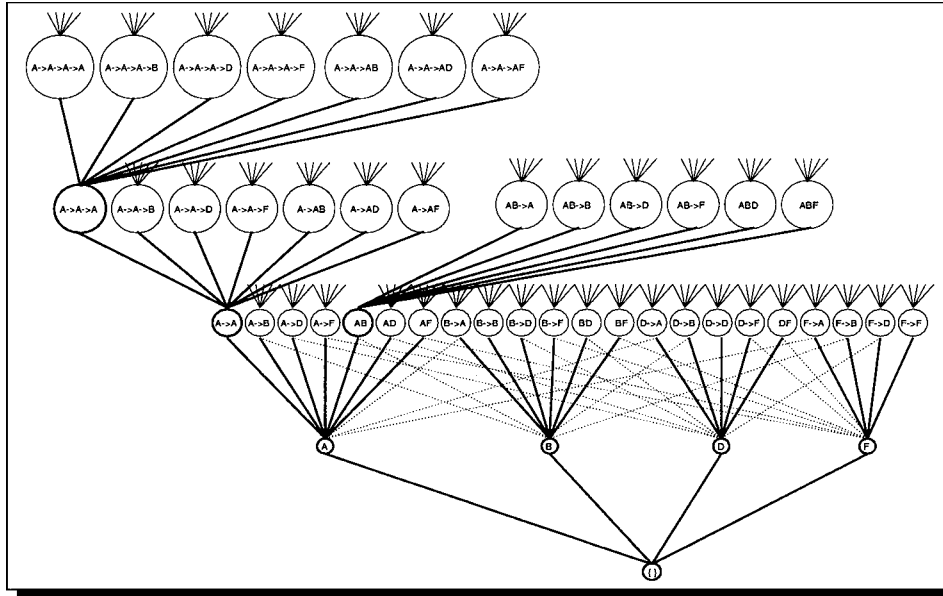 A->A->A->A A->A->A->B A->A->A->D A->A->A->F A->A->AB A->A->AD A->A->AF
A->A->A A->A->B A->A->D A->A->F A->AB A->AD A->AF AB->A AB->B AB->D AB->F ABD ABF
A->A A->B A->D A->F AB AD AF B->A B->B B->D B->F BD BF D->A D->B D->D D->F DF F->A F->B F->D F->F
A B D F
{ }